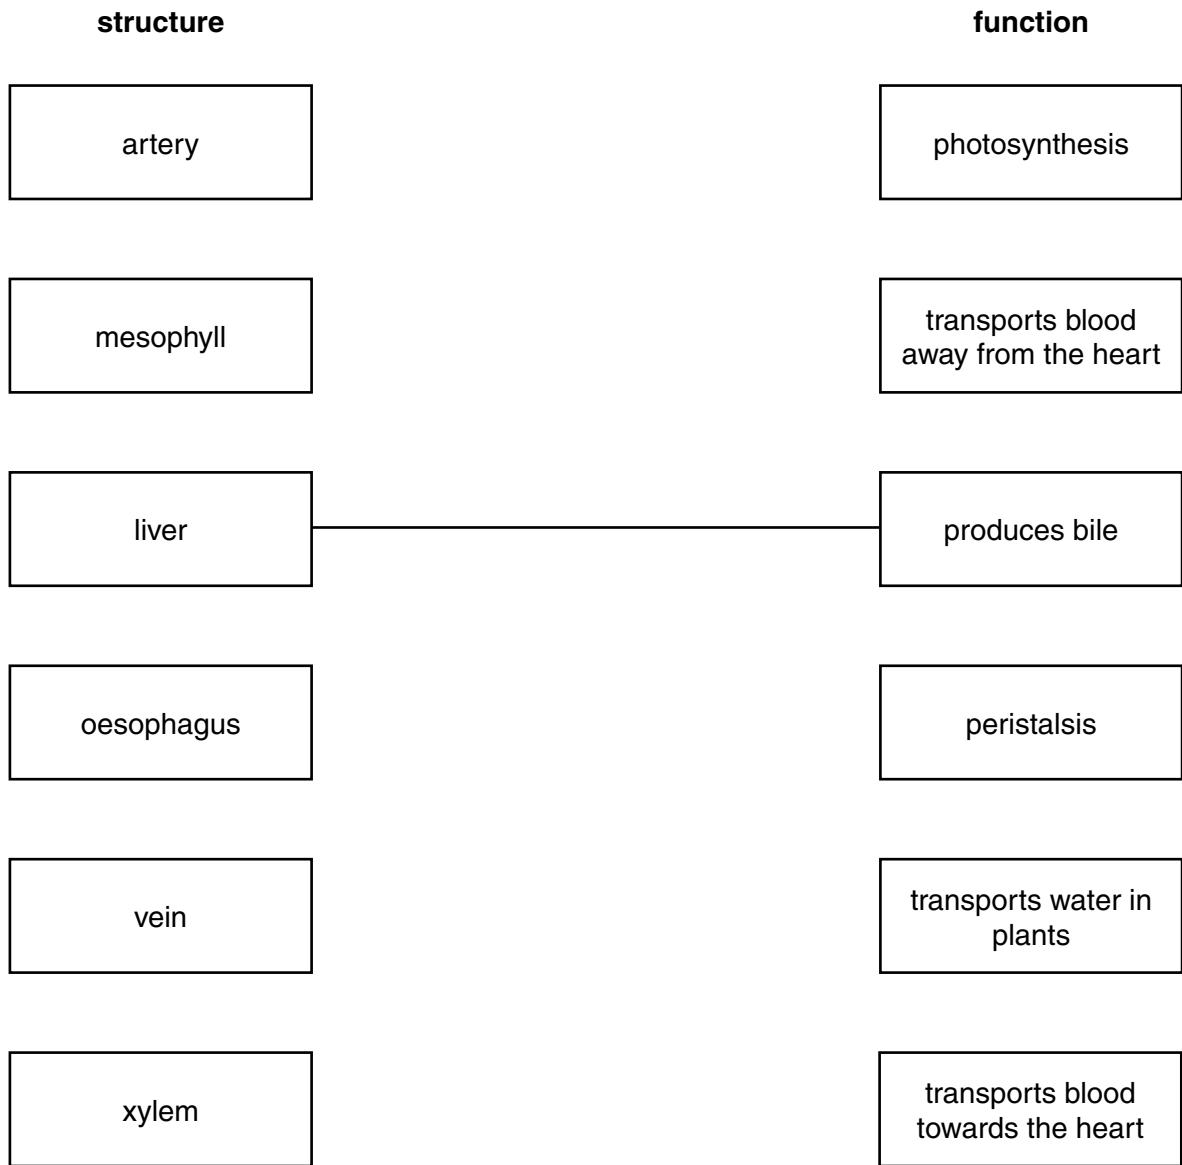 structure
function
artery
photosynthesis
mesophyll
transports blood
away from the heart
liver
produces bile
oesophagus
peristalsis
vein
transports water in
plants
xylem
transports blood
towards the heart